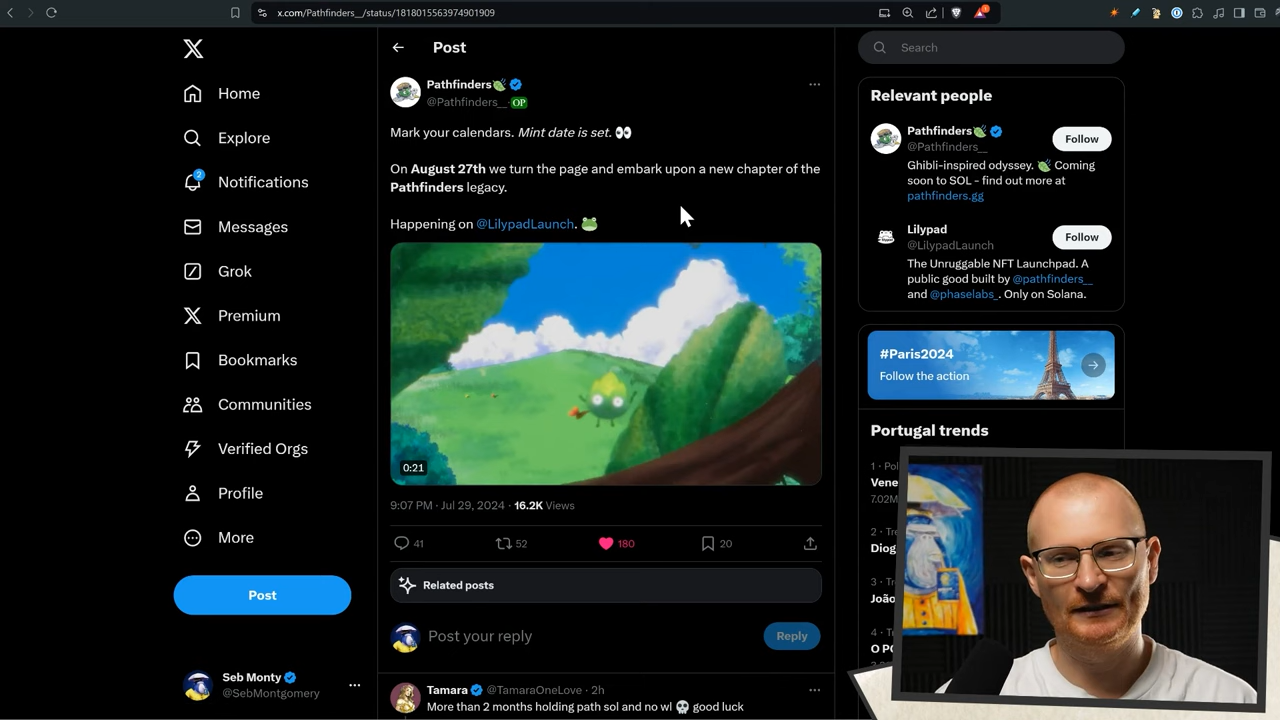 x.com/Pathfinders__/status/1818015563974901909
Home
Explore
2
Notifications
Messages
Grok
Premium
Bookmarks
Communities
Verified Orgs
Profile
More
Post
Seb Monty
@SebMontgomery
Post
Pathfinders
@Pathfinders__ OP
Mark your calendars. Mint date is set. 👀
On August 27th we turn the page and embark upon a new chapter of the
Pathfinders legacy.
Happening on @LilypadLaunch. 🐸
0:21
9:07 PM · Jul 29, 2024 · 16.2K Views
41
52
180
20
Related posts
Post your reply
Reply
Tamara @TamaraOneLove · 2h
More than 2 months holding path sol and no wl 💀 good luck
Search
Relevant people
Pathfinders
@Pathfinders__
Follow
Ghibli-inspired odyssey. 🍃 Coming
soon to SOL - find out more at
pathfinders.gg
Lilypad
@LilypadLaunch
Follow
The Unruggable NFT Launchpad. A
public good built by @pathfinders_
and @phaselabs_. Only on Solana.
#Paris2024
Follow the action
Portugal trends
1 · Pol
Vene
7.02M
2 · Tre
Diog
3 · Tre
João
4 · Tre
O PO